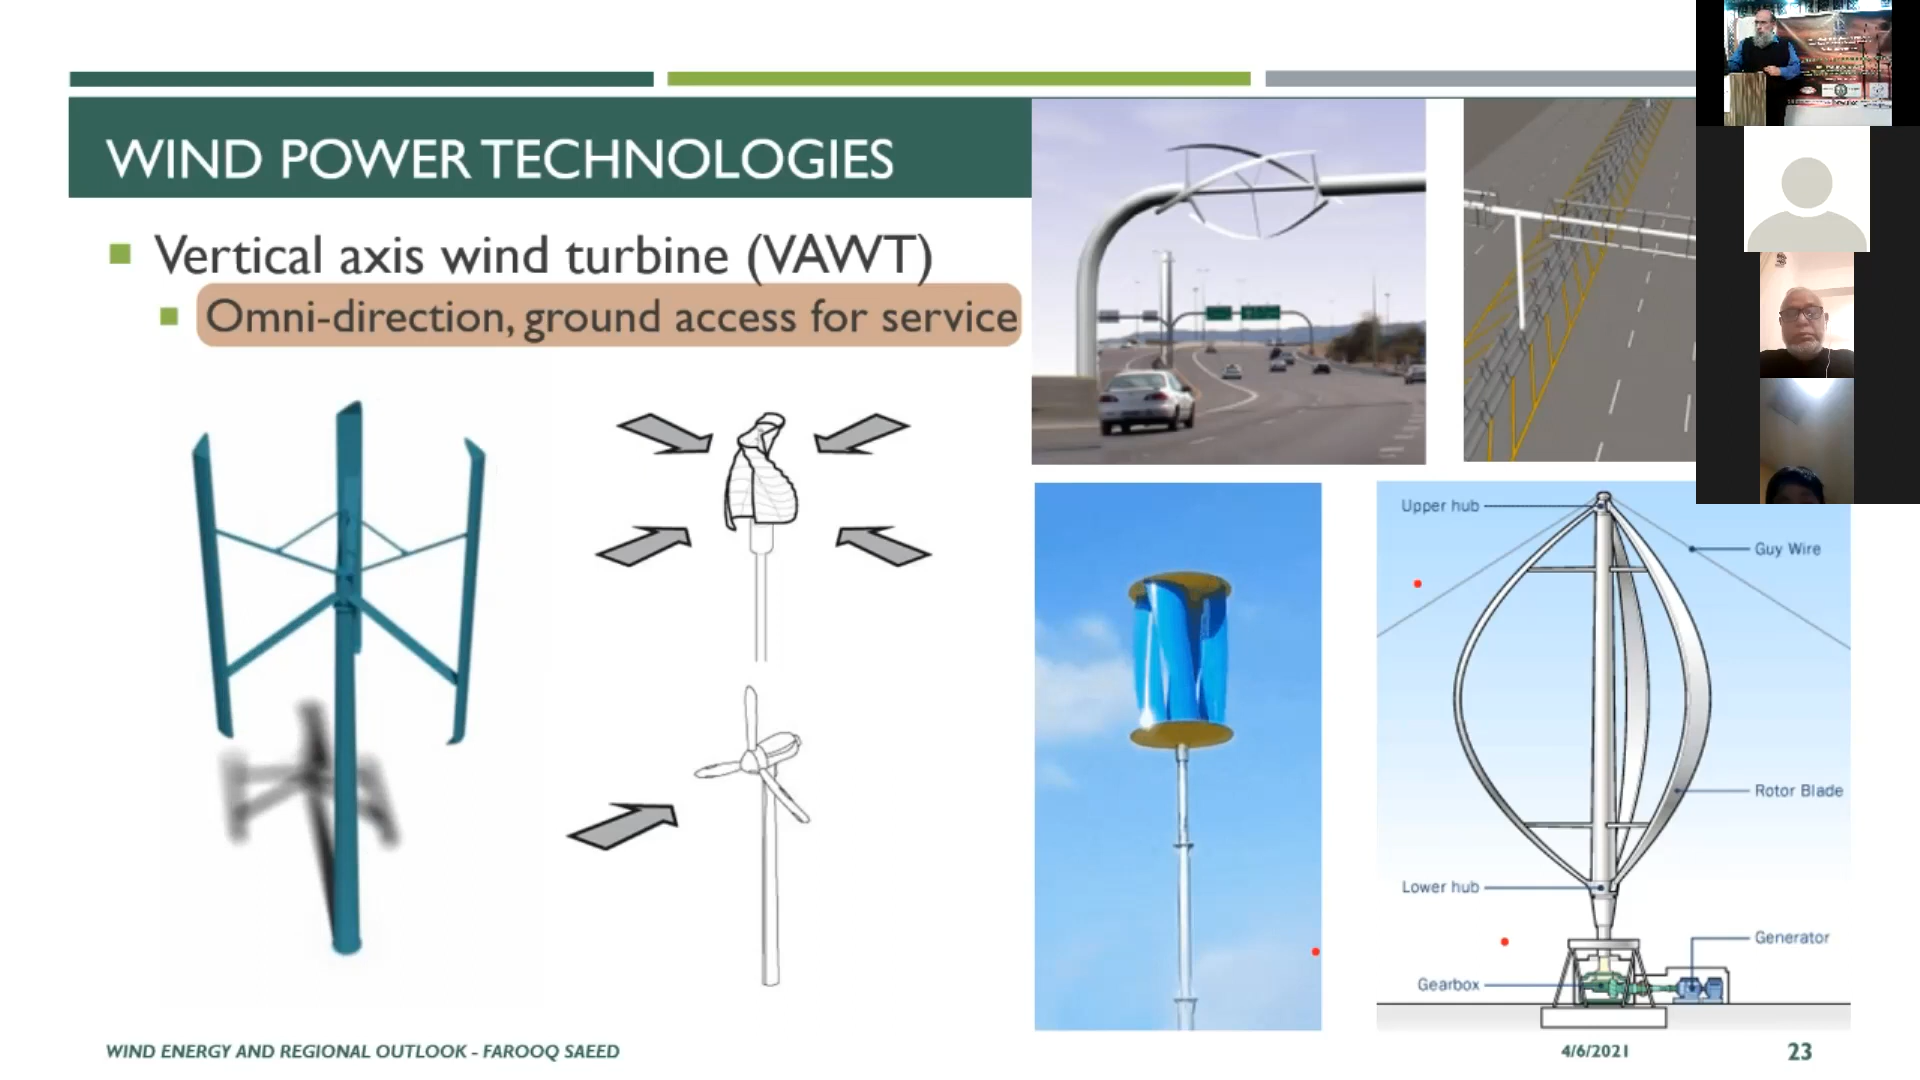 WIND POWER TECHNOLOGIES
Vertical axis wind turbine (VAWT)
Omni-direction, ground access for service
Upper hub
Guy Wire
Rotor Blade
Lower hub
Generator
Gearbox
WIND ENERGY AND REGIONAL OUTLOOK - FAROOQ SAEED
4/6/2021
23